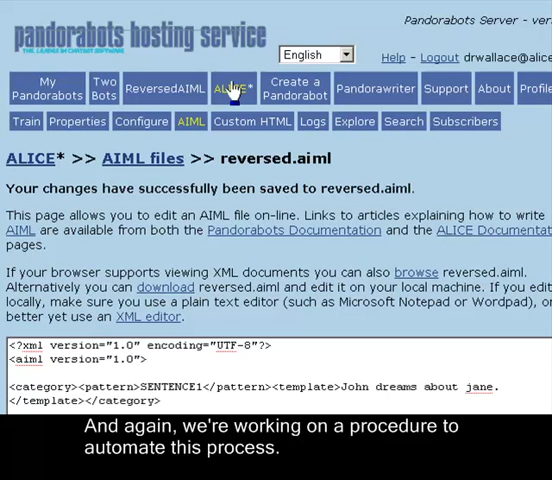 Pandorabots Server - ver
pandorabots hosting service
THE LEADER IN CHATBOT SOFTWARE
English
Help - Logout drwallace@alice
My Pandorabots
Two Bots
ReversedAIML
ALICE*
Create a Pandorabot
Pandorawriter
Support
About
Profile
Train
Properties
Configure
AIML
Custom HTML
Logs
Explore
Search
Subscribers
ALICE* >> AIML files >> reversed.aiml
Your changes have successfully been saved to reversed.aiml.
This page allows you to edit an AIML file on-line. Links to articles explaining how to write
AIML are available from both the Pandorabots Documentation and the ALICE Documentat
pages.
If your browser supports viewing XML documents you can also browse reversed.aiml.
Alternatively you can download reversed.aiml and edit it on your local machine. If you edit
locally, make sure you use a plain text editor (such as Microsoft Notepad or Wordpad), or
better yet use an XML editor.
<?xml version="1.0" encoding="UTF-8"?>
<aiml version="1.0">
<category><pattern>SENTENCE1</pattern><template>John dreams about jane.
</template></category>
And again, we're working on a procedure to
automate this process.